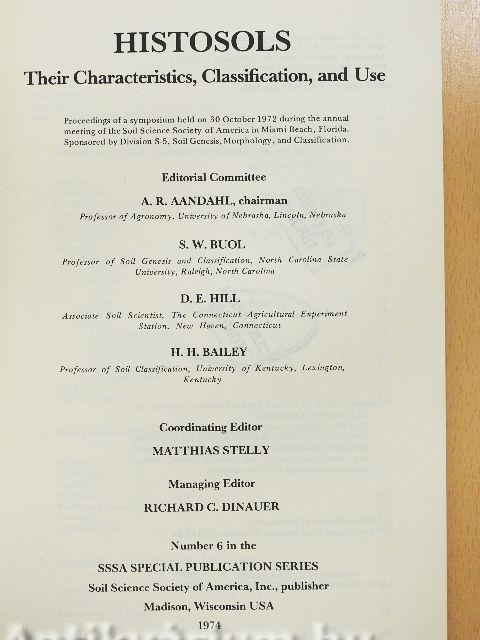 HISTOSOLS
Their Characteristics, Classification, and Use
Proceedings of a symposium held on 30 October 1972 during the annual
meeting of the Soil Science Society of America in Miami Beach, Florida.
Sponsored by Division S-5, Soil Genesis, Morphology, and Classification.
Editorial Committee
A. R. AANDAHL, chairman
Professor of Agronomy, University of Nebraska, Lincoln, Nebraska
S. W. BUOL
Professor of Soil Genesis and Classification, North Carolina State
University, Raleigh, North Carolina
D. E. HILL
Associate Soil Scientist, The Connecticut Agricultural Experiment
Station, New Haven, Connecticut
H. H. BAILEY
Professor of Soil Classification, University of Kentucky, Lexington,
Kentucky
Coordinating Editor
MATTHIAS STELLY
Managing Editor
RICHARD C. DINAUER
Number 6 in the
SSSA SPECIAL PUBLICATION SERIES
Soil Science Society of America, Inc., publisher
Madison, Wisconsin USA
1974